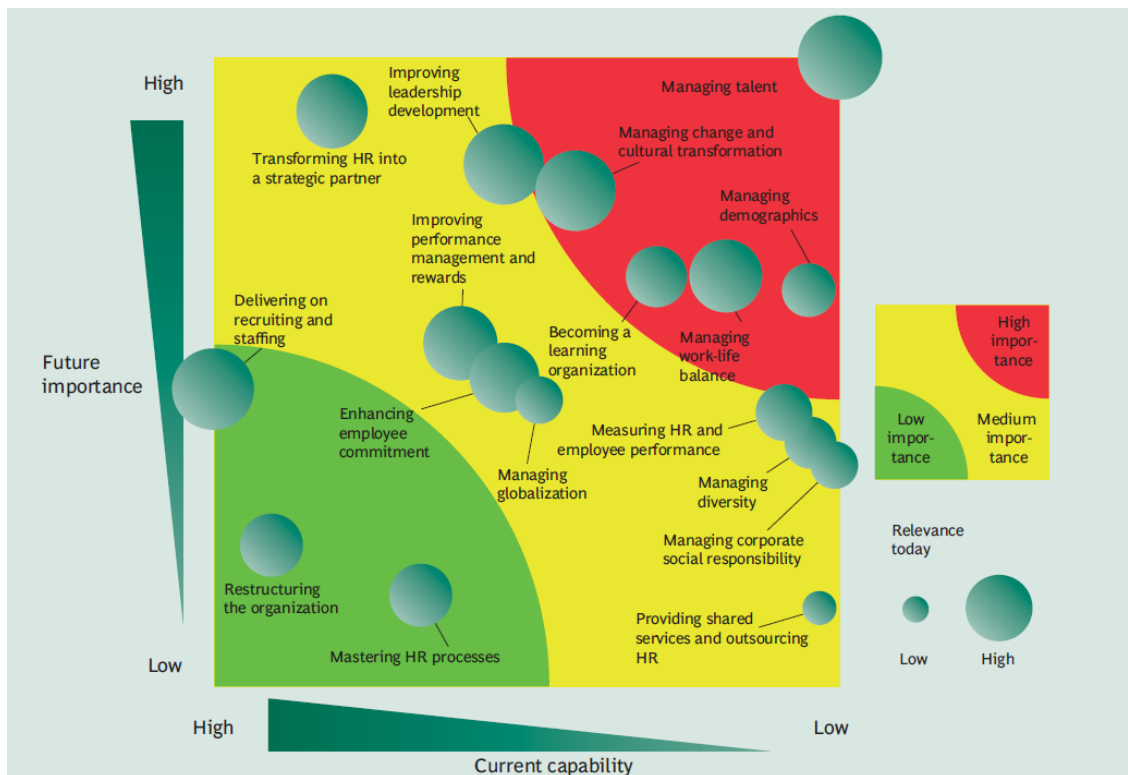 High
Improving
leadership
development
Managing talent
Transforming HR into
a strategic partner
Managing change and
cultural transformation
Managing
demographics
Improving
performance
management and
rewards
Delivering on
recruiting and
staffing
Future
importance
Becoming a
learning
organization
Managing
work-life
balance
Enhancing
employee
commitment
Managing
globalization
Measuring HR and
employee performance
Managing
diversity
Managing corporate
social responsibility
Restructuring
the organization
Mastering HR processes
Providing shared
services and outsourcing
HR
Low
High
Low
Current capability
High
impor-
tance
Low
impor-
tance
Medium
impor-
tance
Relevance
today
Low
High